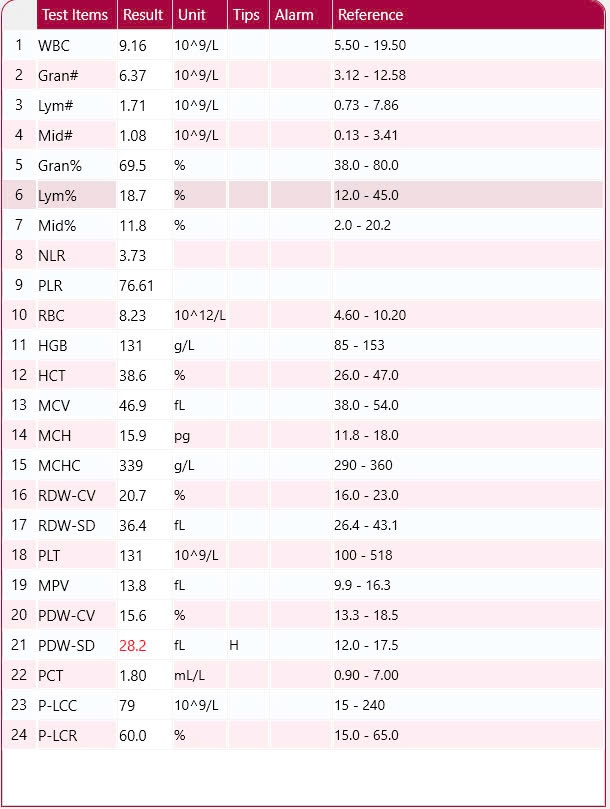 Test Items Result Unit Tips Alarm Reference
1 WBC 9.16 10^9/L 5.50 - 19.50
2 Gran# 6.37 10^9/L 3.12 - 12.58
3 Lym# 1.71 10^9/L 0.73 - 7.86
4 Mid# 1.08 10^9/L 0.13 - 3.41
5 Gran% 69.5 % 38.0 - 80.0
6 Lym% 18.7 % 12.0 - 45.0
7 Mid% 11.8 % 2.0 - 20.2
8 NLR 3.73
9 PLR 76.61
10 RBC 8.23 10^12/L 4.60 - 10.20
11 HGB 131 g/L 85 - 153
12 HCT 38.6 % 26.0 - 47.0
13 MCV 46.9 fL 38.0 - 54.0
14 MCH 15.9 pg 11.8 - 18.0
15 MCHC 339 g/L 290 - 360
16 RDW-CV 20.7 % 16.0 - 23.0
17 RDW-SD 36.4 fL 26.4 - 43.1
18 PLT 131 10^9/L 100 - 518
19 MPV 13.8 fL 9.9 - 16.3
20 PDW-CV 15.6 % 13.3 - 18.5
21 PDW-SD 28.2 fL H 12.0 - 17.5
22 PCT 1.80 mL/L 0.90 - 7.00
23 P-LCC 79 10^9/L 15 - 240
24 P-LCR 60.0 % 15.0 - 65.0